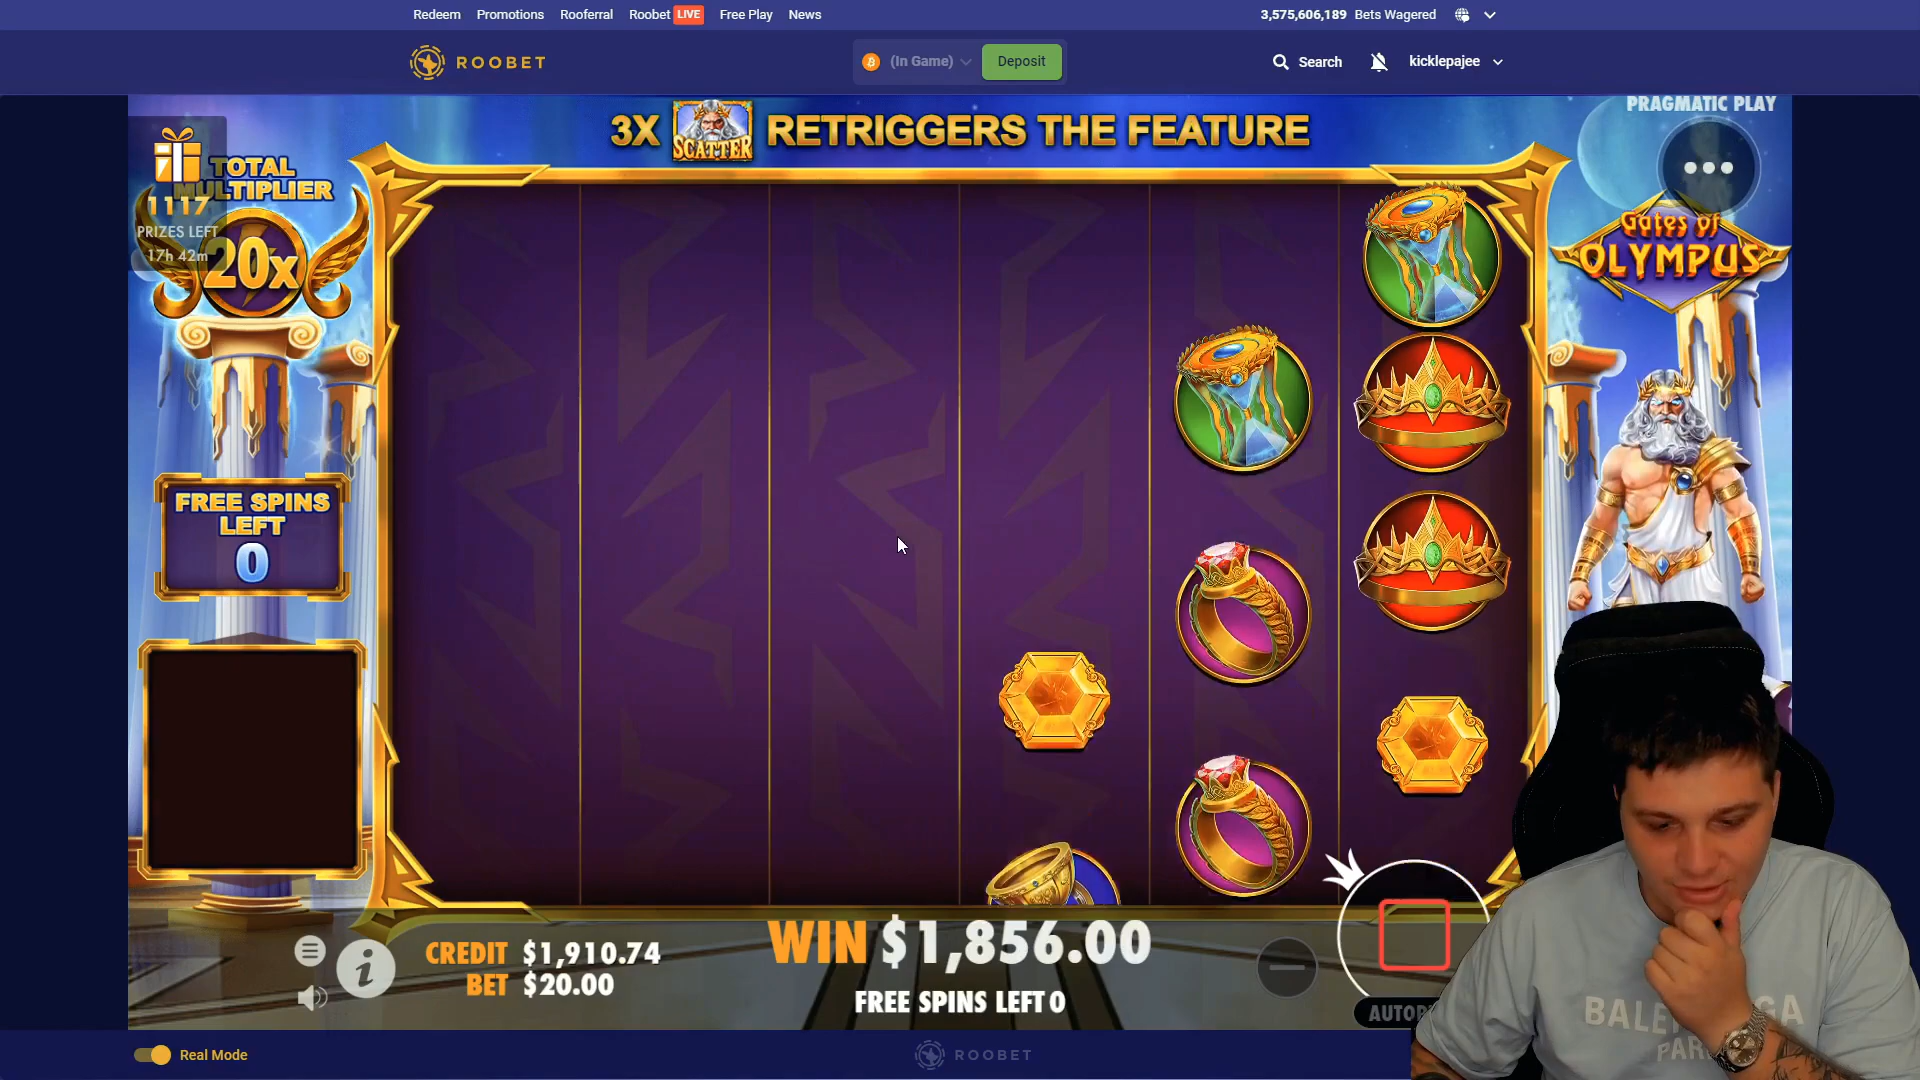 Redeem Promotions Rooferral Roobet LIVE Free Play News
3,575,606,189 Bets Wagered
ROOBET
(In Game) Deposit
Search kicklepajee
PRAGMATIC PLAY
3X SCATTER RETRIGGERS THE FEATURE
TOTAL
MULTIPLIER
20x
1117
PRIZES LEFT
17h 42m
Gates of
OLYMPUS
FREE SPINS
LEFT
0
CREDIT $1,910.74
BET $20.00
WIN $1,856.00
FREE SPINS LEFT 0
Real Mode
ROOBET